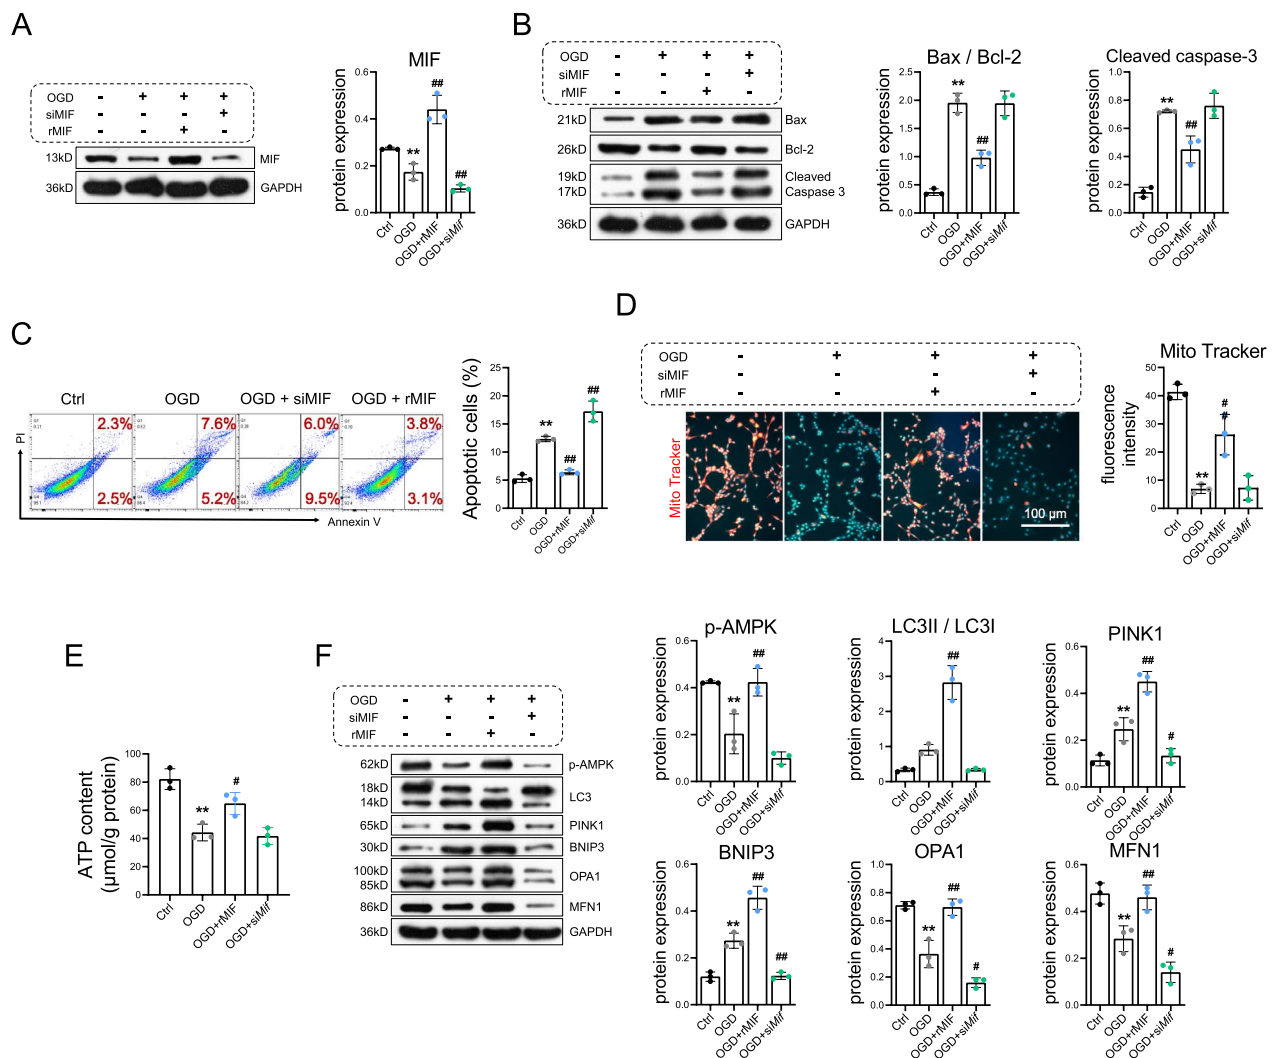 A
OGD - + + +
siMIF - - - +
rMIF - - + -
13kD MIF
36kD GAPDH
MIF
protein expression
0.6
0.4
0.2
0.0
**
##
##
Ctrl
OGD
OGD+rMIF
OGD+siMif
B
OGD - + + +
siMIF - - - +
rMIF - - + -
21kD Bax
26kD Bcl-2
19kD Cleaved
17kD Caspase 3
36kD GAPDH
Bax / Bcl-2
protein expression
2.5
2.0
1.5
1.0
0.5
0.0
**
##
Ctrl
OGD
OGD+rMIF
OGD+siMif
Cleaved caspase-3
protein expression
1.0
0.8
0.6
0.4
0.2
0.0
**
##
Ctrl
OGD
OGD+rMIF
OGD+siMif
C
Ctrl OGD OGD + siMIF OGD + rMIF
2.3% 7.6% 6.0% 3.8%
2.5% 5.2% 9.5% 3.1%
PI
Annexin V
Apoptotic cells (%)
25
20
15
10
5
0
**
##
##
Ctrl
OGD
OGD+rMIF
OGD+siMif
D
OGD - + + +
siMIF - - - +
rMIF - - + -
Mito Tracker
100 µm
Mito Tracker
fluorescence
intensity
50
40
30
20
10
0
**
#
#
Ctrl
OGD
OGD+rMIF
OGD+siMif
E
ATP content
(µmol/g protein)
100
80
60
40
20
0
**
#
Ctrl
OGD
OGD+rMIF
OGD+siMif
F
OGD - + + +
siMIF - - - +
rMIF - - + -
62kD p-AMPK
18kD
LC3
14kD
65kD PINK1
30kD BNIP3
100kD
OPA1
85kD
86kD MFN1
36kD GAPDH
p-AMPK
protein expression
0.6
0.4
0.2
0.0
**
##
Ctrl
OGD
OGD+rMIF
OGD+siMif
LC3II / LC3I
protein expression
4
3
2
1
0
##
Ctrl
OGD
OGD+rMIF
OGD+siMif
PINK1
protein expression
0.6
0.4
0.2
0.0
**
##
#
Ctrl
OGD
OGD+rMIF
OGD+siMif
BNIP3
protein expression
0.6
0.4
0.2
0.0
**
##
##
Ctrl
OGD
OGD+rMIF
OGD+siMif
OPA1
protein expression
1.0
0.8
0.6
0.4
0.2
0.0
**
##
#
Ctrl
OGD
OGD+rMIF
OGD+siMif
MFN1
protein expression
0.6
0.4
0.2
0.0
**
##
#
Ctrl
OGD
OGD+rMIF
OGD+siMif